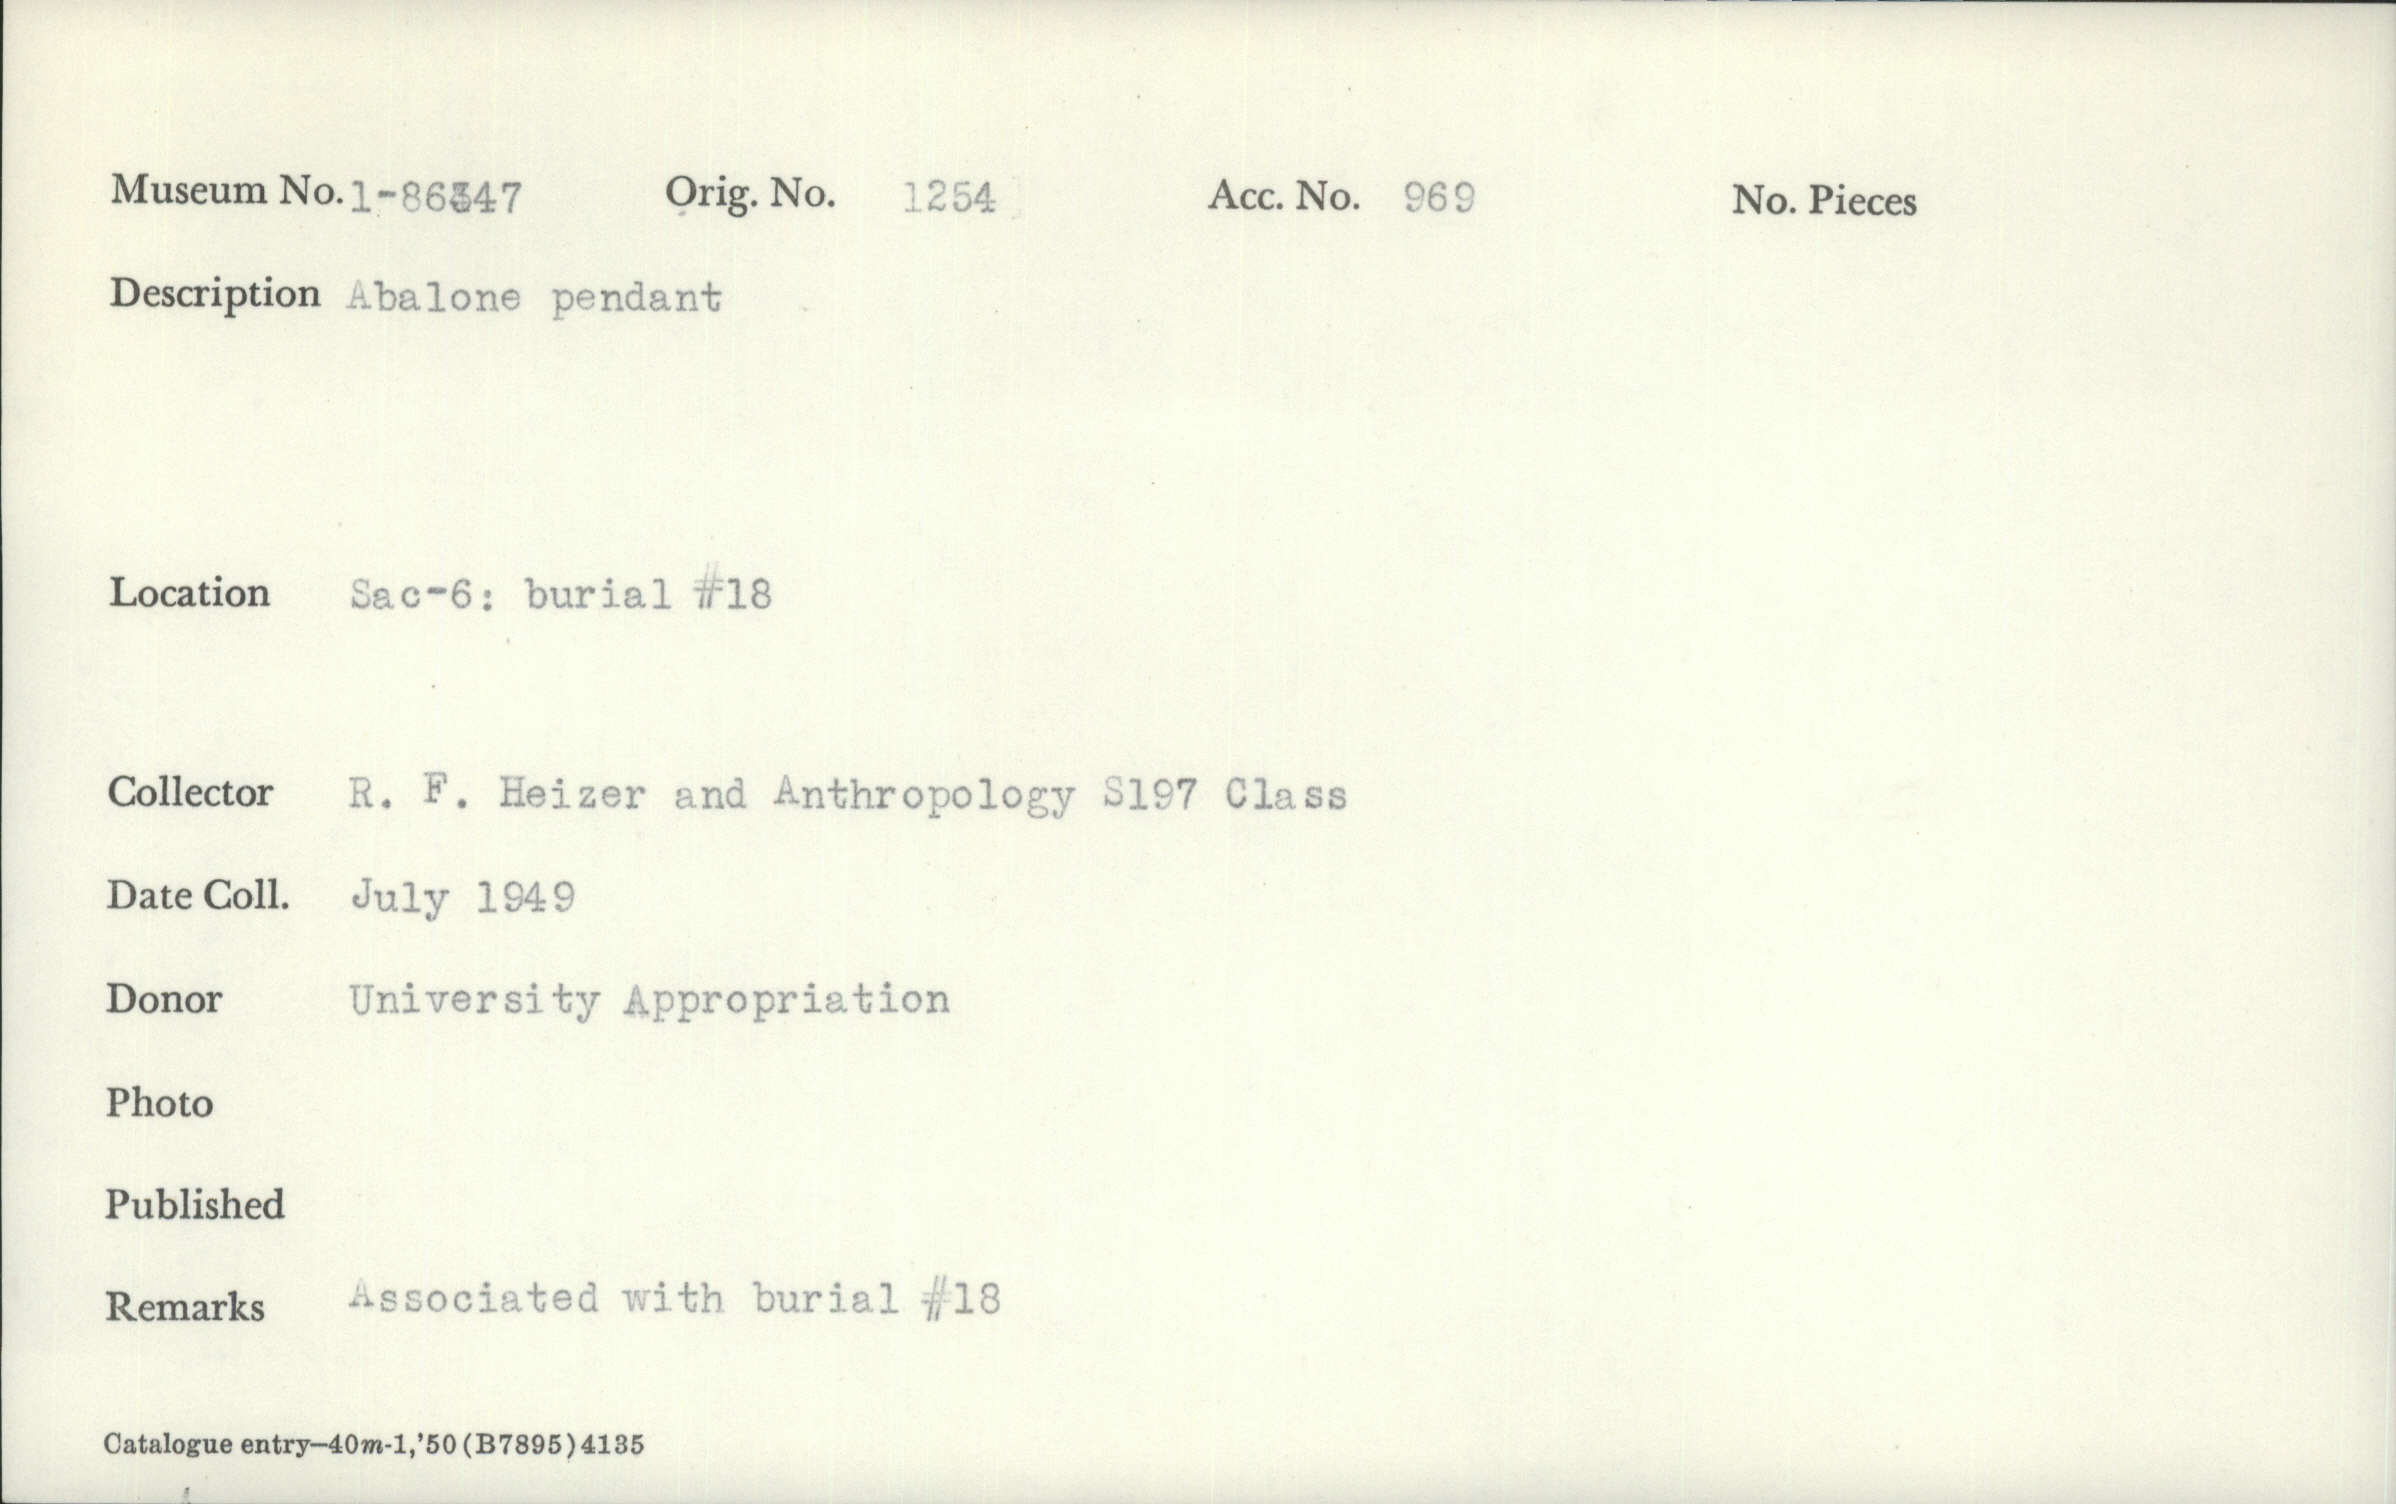 Museum No. 1-86347 Orig. No. 1254 Acc. No. 969 No. Pieces
Description Abalone pendant
Location Sac-6: burial #18
Collector R. F. Heizer and Anthropology S197 Class
Date Coll. July 1949
Donor University Appropriation
Photo
Published
Remarks Associated with burial #18
Catalogue entry—40m-1,'50(B7895)4135